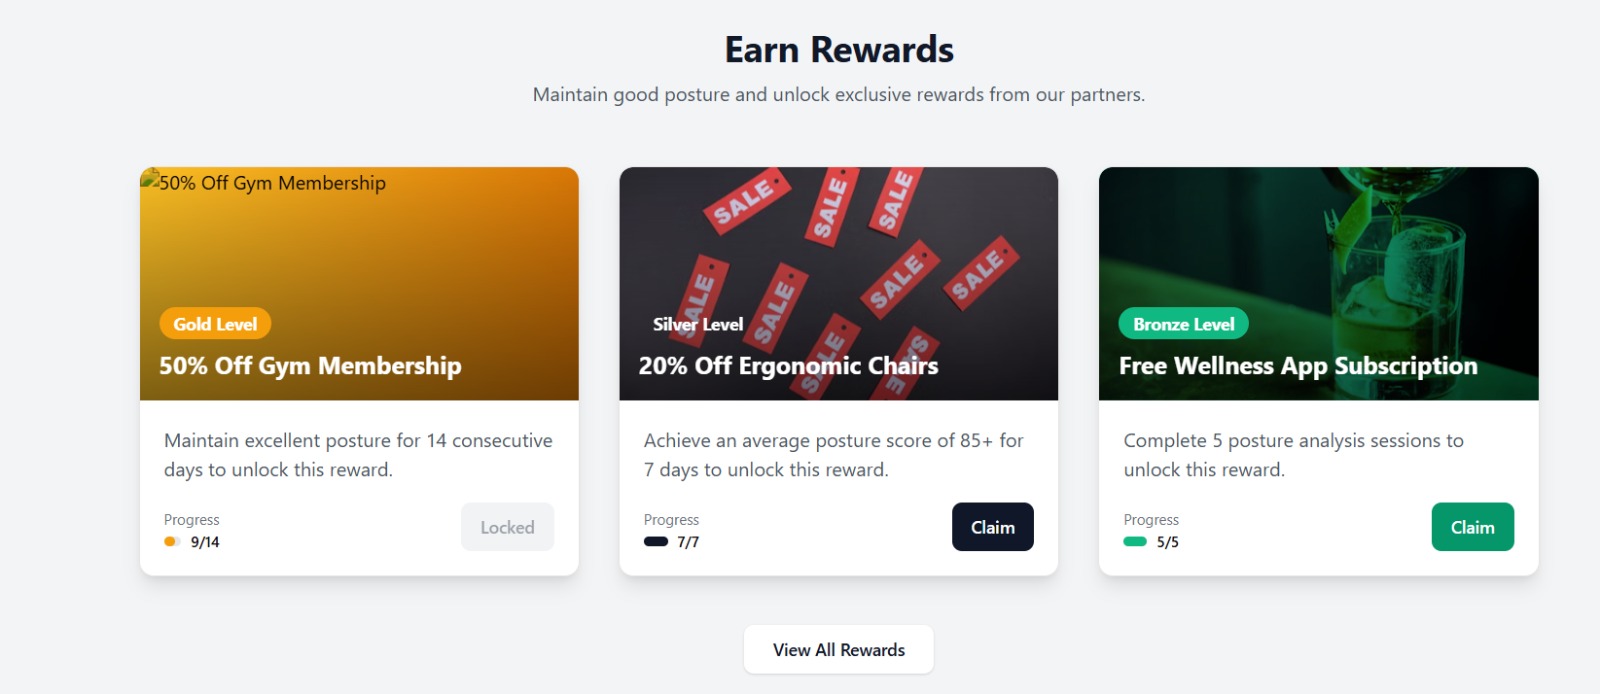 Earn Rewards
Maintain good posture and unlock exclusive rewards from our partners.
50% Off Gym Membership
Gold Level
50% Off Gym Membership
Maintain excellent posture for 14 consecutive
days to unlock this reward.
Progress
9/14
Locked
SALE
SALE
SALE
SALE
SALE
SALE
SALE
SALE
SALE
Silver Level
20% Off Ergonomic Chairs
Achieve an average posture score of 85+ for
7 days to unlock this reward.
Progress
7/7
Claim
Bronze Level
Free Wellness App Subscription
Complete 5 posture analysis sessions to
unlock this reward.
Progress
5/5
Claim
View All Rewards